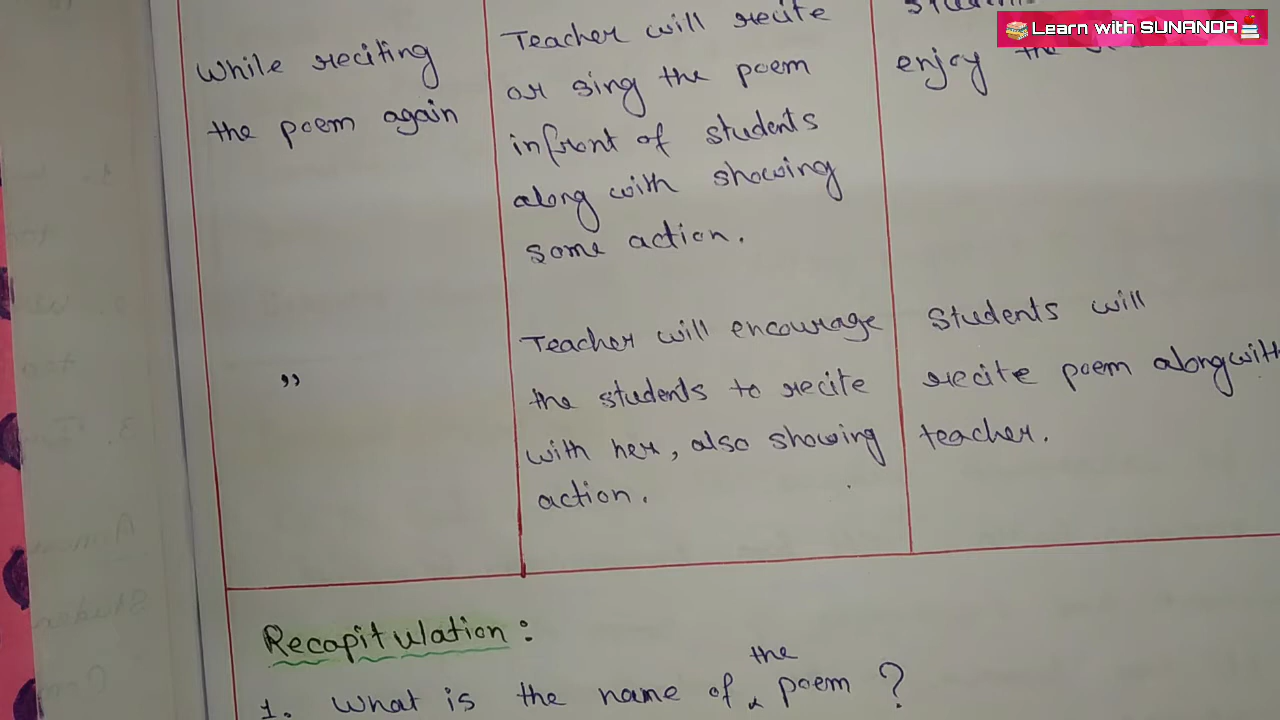 Learn with SUNANDA
While reciting
the poem again
Teacher will recite
or sing the poem
infront of students
along with showing
some action.
enjoy the
„
Teacher will encourage
the students to recite
with her, also showing
action.
Students will
recite poem alongwith
teacher.
Recapitulation:
the
1. What is the name of ‸ poem ?